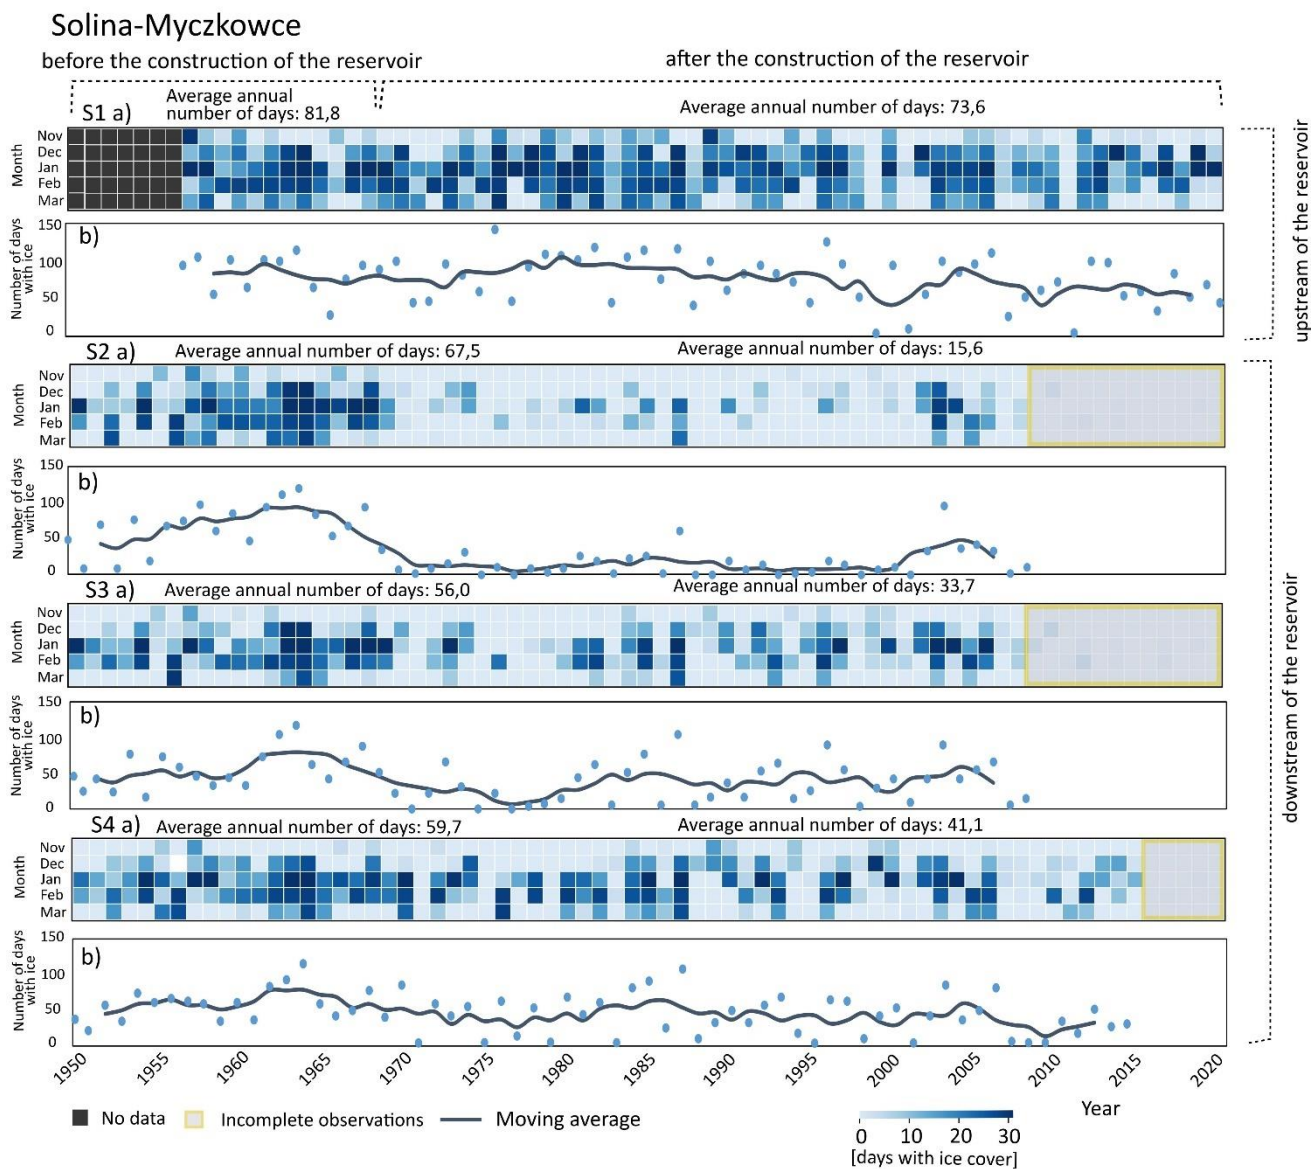 Solina-Myczkowce
before the construction of the reservoir
after the construction of the reservoir
S1 a)
Average annual
number of days: 81,8
Average annual number of days: 73,6
Month
Nov
Dec
Jan
Feb
Mar
Number of days
with ice
b)
150
100
50
0
upstream of the reservoir
S2 a)
Average annual number of days: 67,5
Average annual number of days: 15,6
Month
Nov
Dec
Jan
Feb
Mar
Number of days
with ice
b)
150
100
50
0
S3 a)
Average annual number of days: 56,0
Average annual number of days: 33,7
Month
Nov
Dec
Jan
Feb
Mar
Number of days
with ice
b)
150
100
50
0
S4 a)
Average annual number of days: 59,7
Average annual number of days: 41,1
Month
Nov
Dec
Jan
Feb
Mar
Number of days
with ice
b)
150
100
50
0
downstream of the reservoir
1950 1955 1960 1965 1970 1975 1980 1985 1990 1995 2000 2005 2010 2015 2020
Year
No data
Incomplete observations
Moving average
0 10 20 30
[days with ice cover]